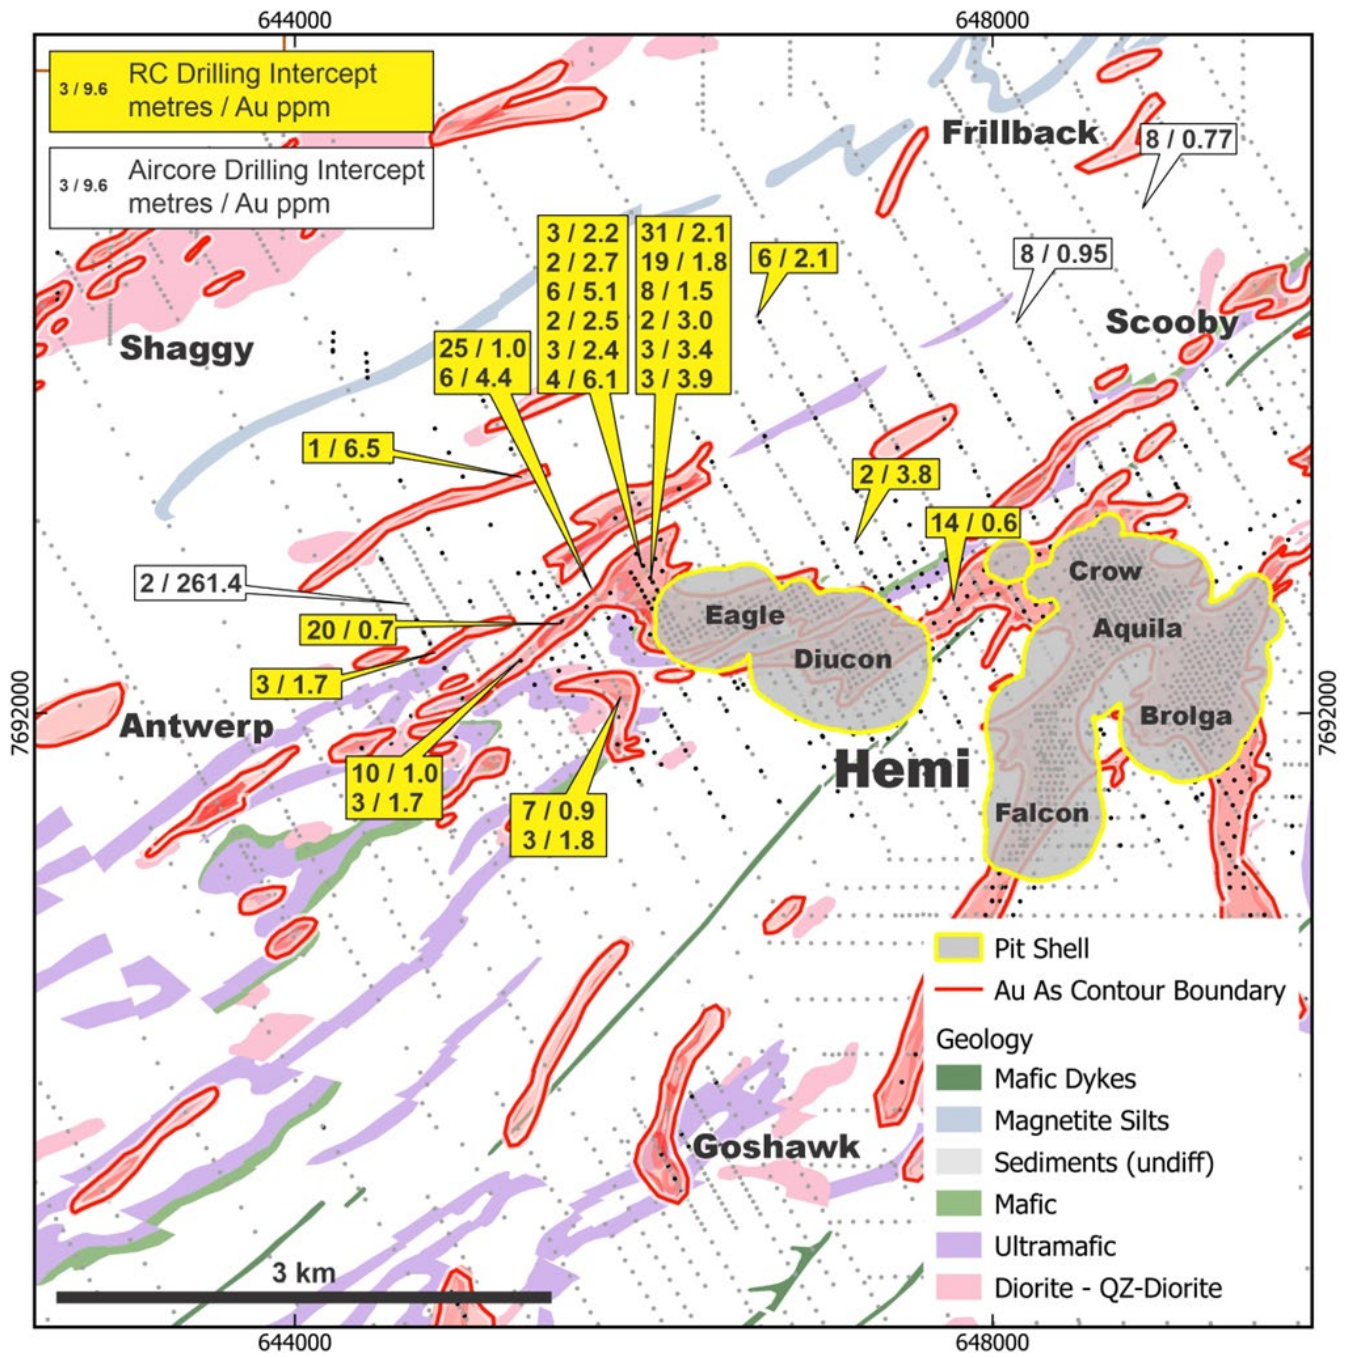 644000
648000
3 / 9.6 RC Drilling Intercept
metres / Au ppm
3 / 9.6 Aircore Drilling Intercept
metres / Au ppm
Frillback
8 / 0.77
3 / 2.2
2 / 2.7
6 / 5.1
2 / 2.5
3 / 2.4
4 / 6.1
31 / 2.1
19 / 1.8
8 / 1.5
2 / 3.0
3 / 3.4
3 / 3.9
6 / 2.1
8 / 0.95
Scooby
Shaggy
25 / 1.0
6 / 4.4
1 / 6.5
2 / 3.8
14 / 0.6
2 / 261.4
Crow
Eagle
20 / 0.7
Aquila
Diucon
3 / 1.7
7692000
7692000
Antwerp
Brolga
Hemi
10 / 1.0
3 / 1.7
7 / 0.9
3 / 1.8
Falcon
Pit Shell
Au As Contour Boundary
Geology
Mafic Dykes
Magnetite Silts
Sediments (undiff)
Mafic
Ultramafic
Diorite - QZ-Diorite
Goshawk
3 km
644000
648000